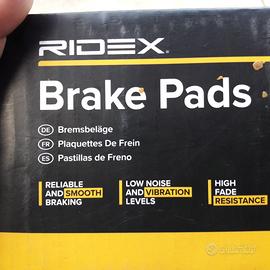 RIDEX
Brake Pads
DE Bremsbeläge
FR Plaquettes De Frein
ES Pastillas de Freno
RELIABLE
AND SMOOTH
BRAKING
LOW NOISE
AND VIBRATION
LEVELS
HIGH
FADE
RESISTANCE